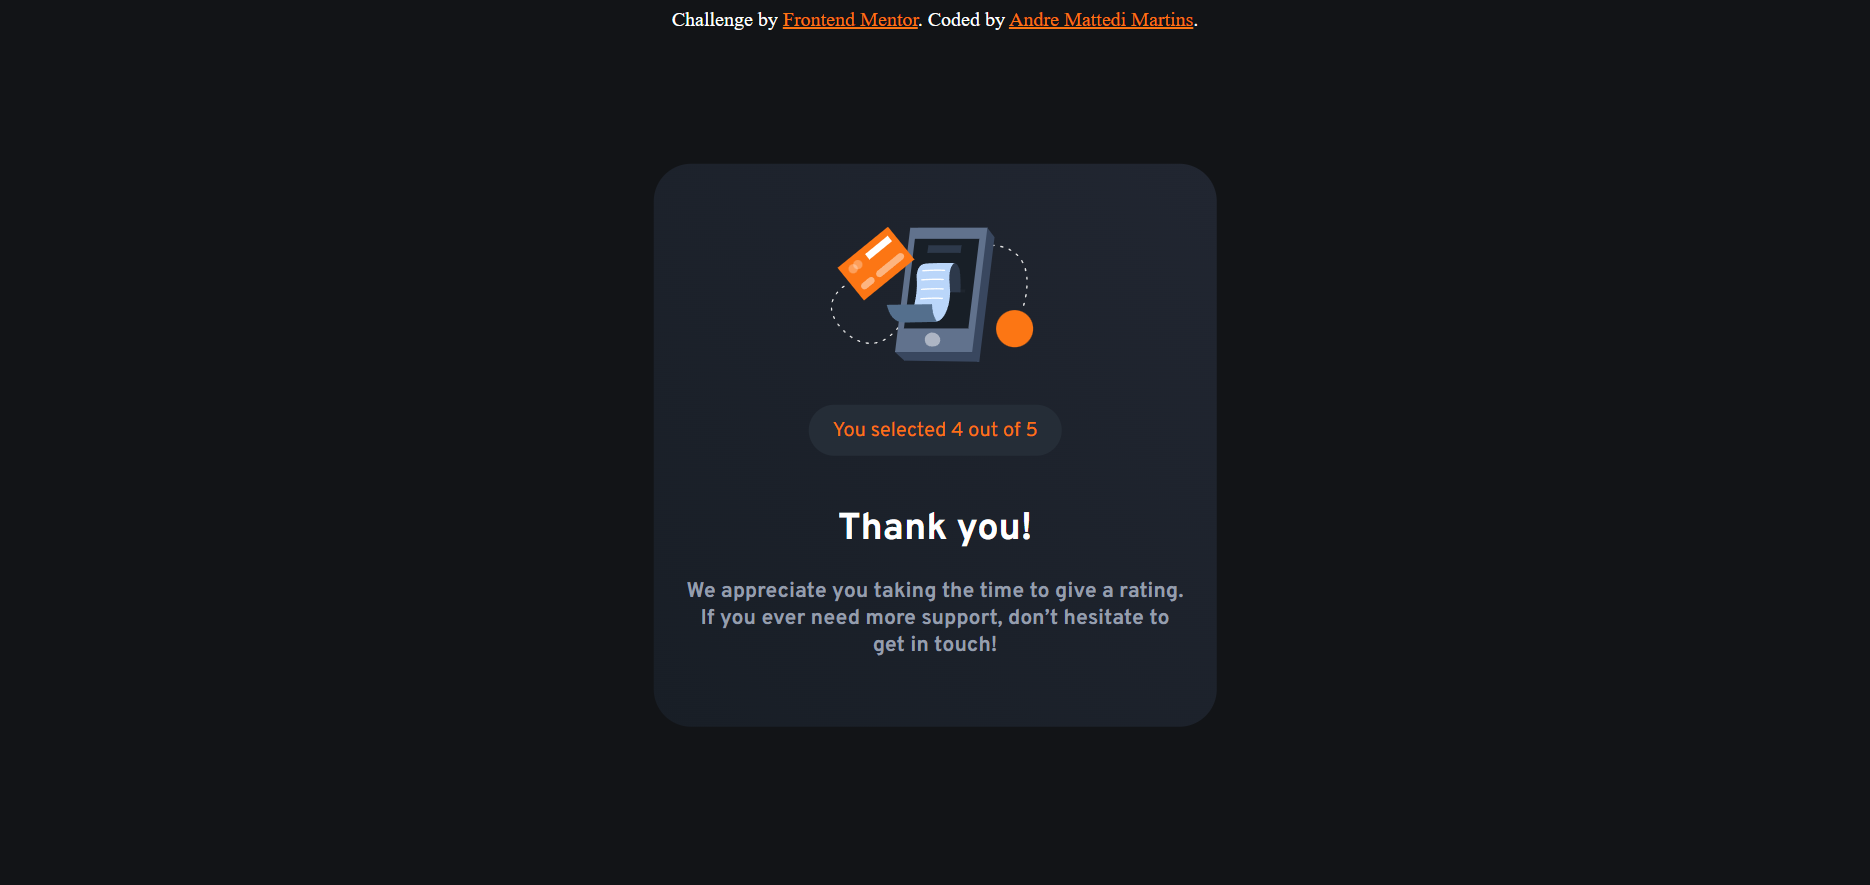 Challenge by Frontend Mentor. Coded by Andre Mattedi Martins.
You selected 4 out of 5
Thank you!
We appreciate you taking the time to give a rating.
If you ever need more support, don’t hesitate to
get in touch!